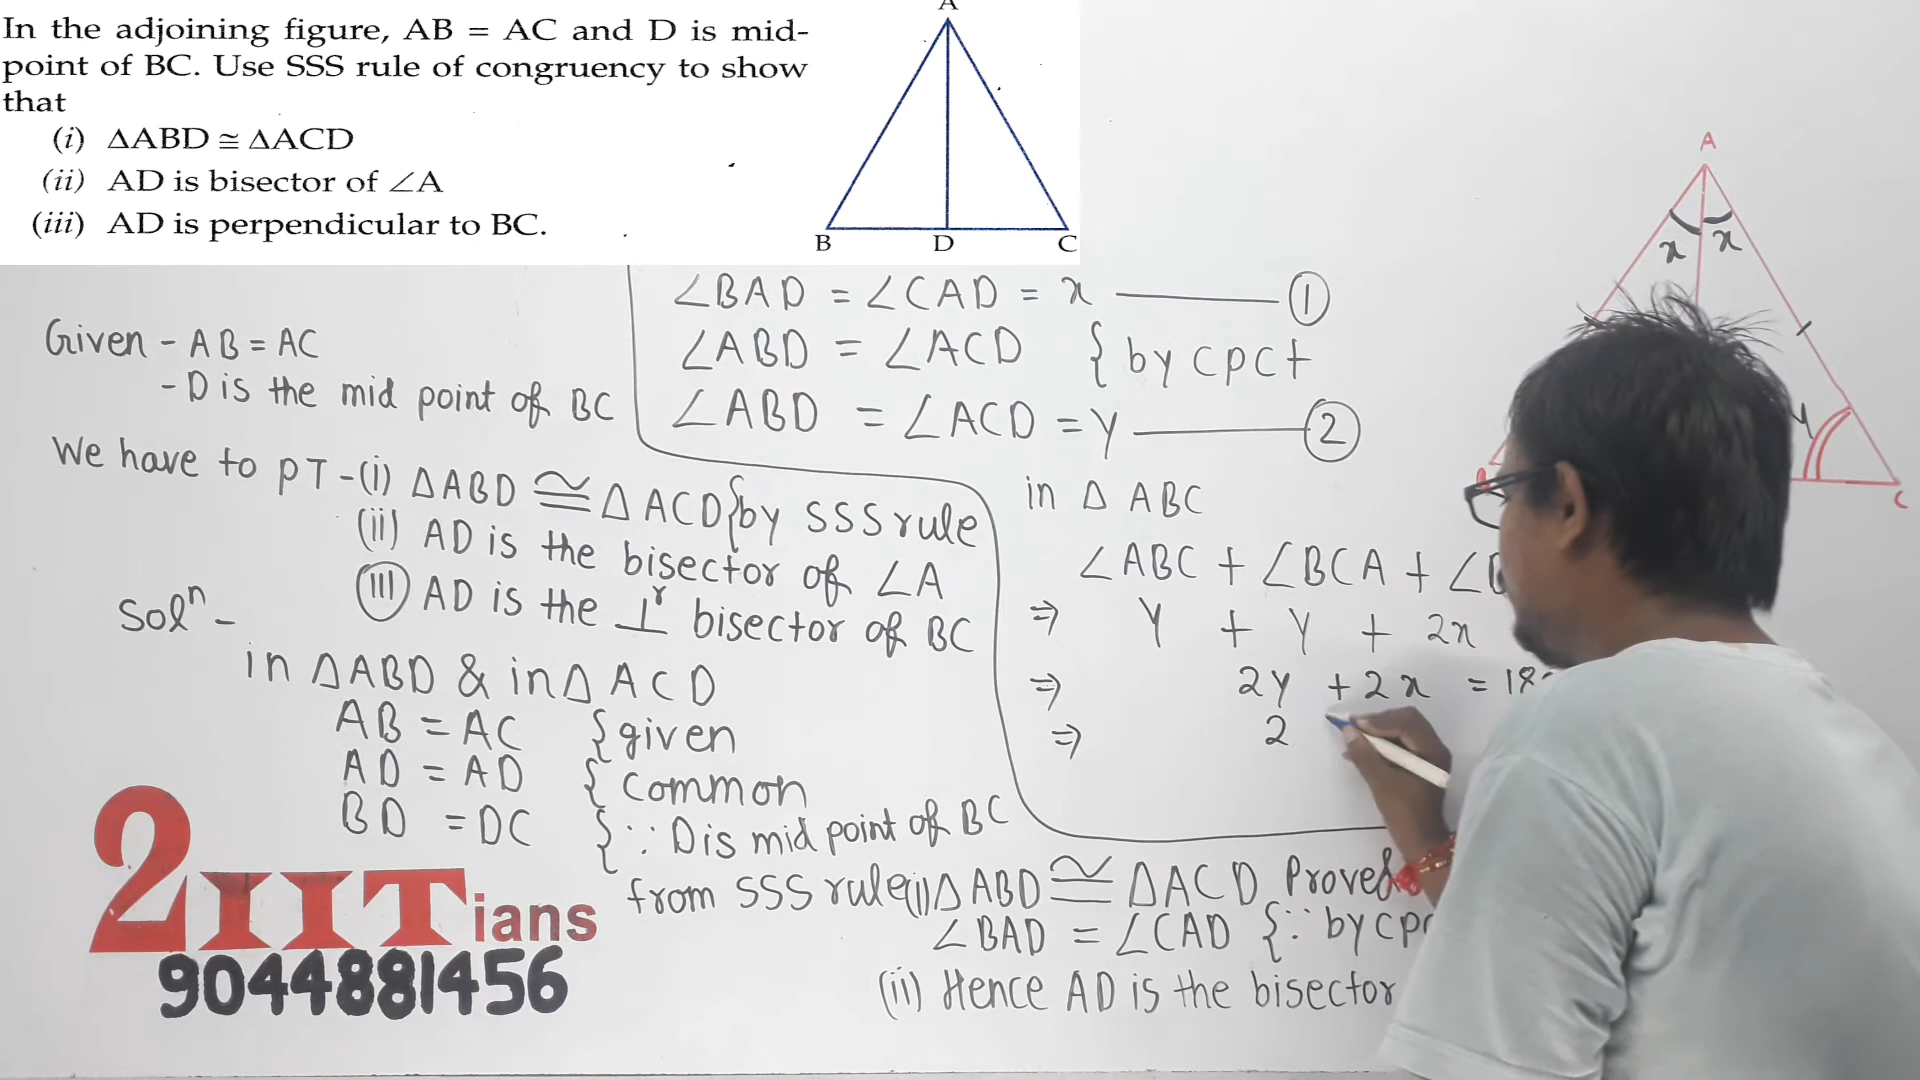 In the adjoining figure, AB = AC and D is mid-
point of BC. Use SSS rule of congruency to show
that
(i) ΔABD ≅ ΔACD
(ii) AD is bisector of ∠A
(iii) AD is perpendicular to BC.
A
B D C
Given - AB = AC
- D is the mid point of BC
We have to PT - (i) ΔABD ≅ ΔACD {by SSS rule
(ii) AD is the bisector of ∠A
(III) AD is the ⊥r bisector of BC
Soln -
in ΔABD & in Δ ACD
AB = AC {given
AD = AD { Common
BD = DC { ∵ D is mid point of BC
from SSS rule (i) ΔABD ≅ ΔACD Proved
∠BAD = ∠CAD {∵ by cpc
(ii) Hence AD is the bisector
∠BAD = ∠CAD = x 1
∠ABD = ∠ACD { by cpct
∠ABD = ∠ACD = y 2
in Δ ABC
∠ABC + ∠BCA + ∠
⇒ y + y + 2x
⇒ 2y + 2x = 18
⇒ 2
A
x x
y
C
2IITians
9044881456